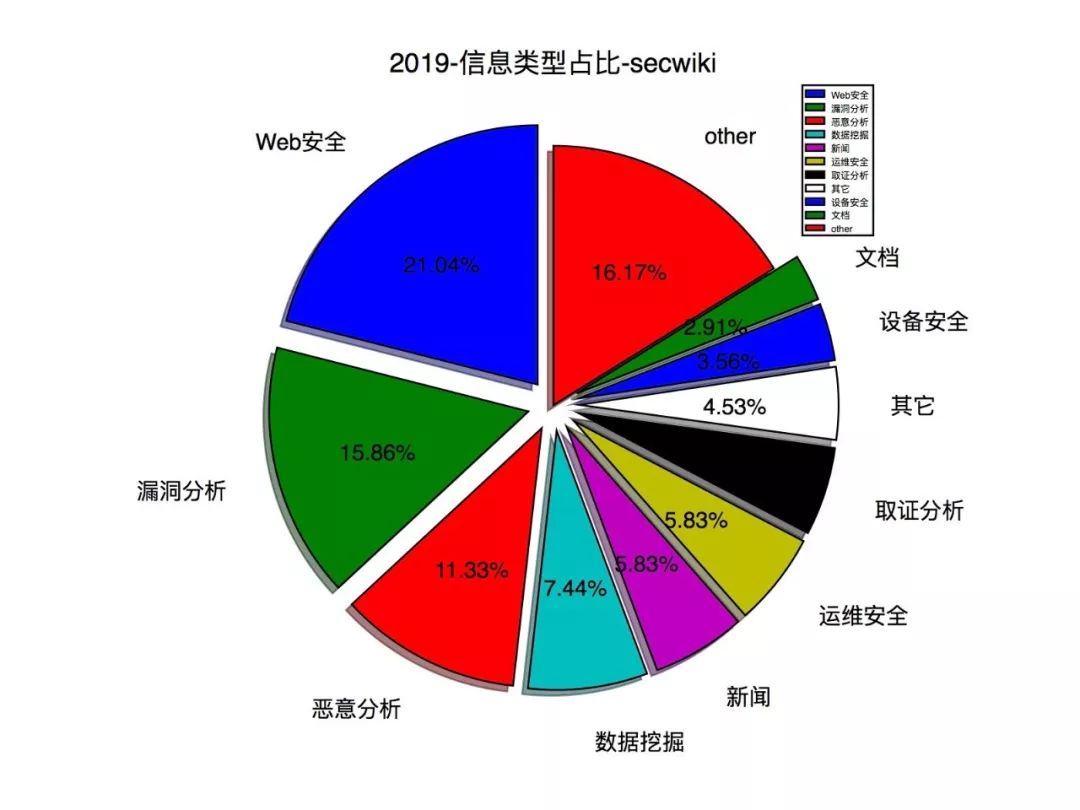 2019-信息类型占比-secwiki
Web安全
漏洞分析
恶意分析
数据挖掘
新闻
运维安全
取证分析
其它
设备安全
文档
other
other
Web安全
文档
设备安全
其它
取证分析
运维安全
新闻
数据挖掘
恶意分析
漏洞分析
21.04%
16.17%
2.91%
3.56%
4.53%
15.86%
5.83%
5.83%
11.33%
7.44%